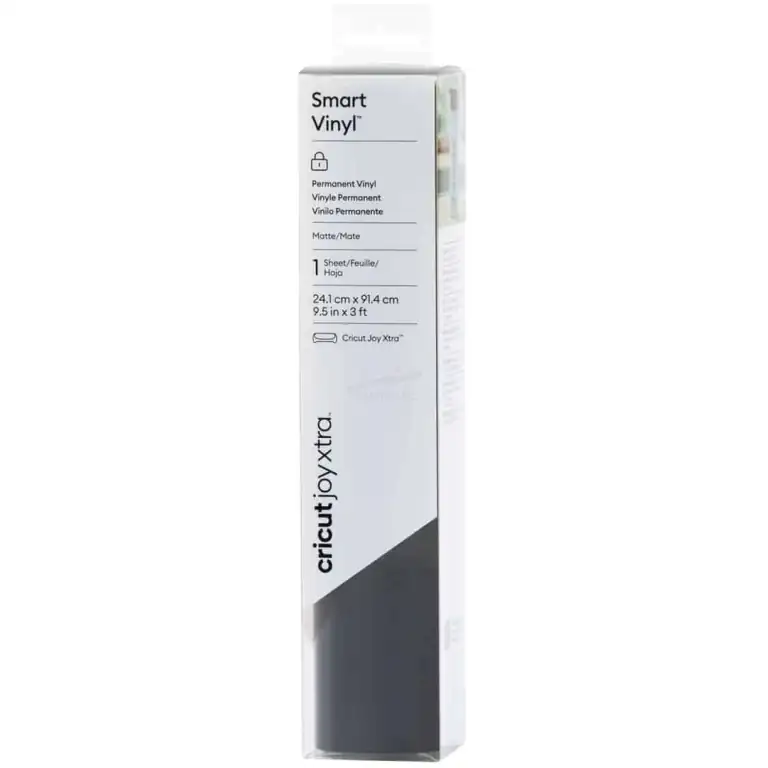 Smart
Vinyl™
Permanent Vinyl
Vinyle Permanent
Vinilo Permanente
Matte/Mate
1 Sheet/Feuille/
Hoja
24.1 cm x 91.4 cm
9.5 in x 3 ft
Cricut Joy Xtra™
cricut joy xtra™